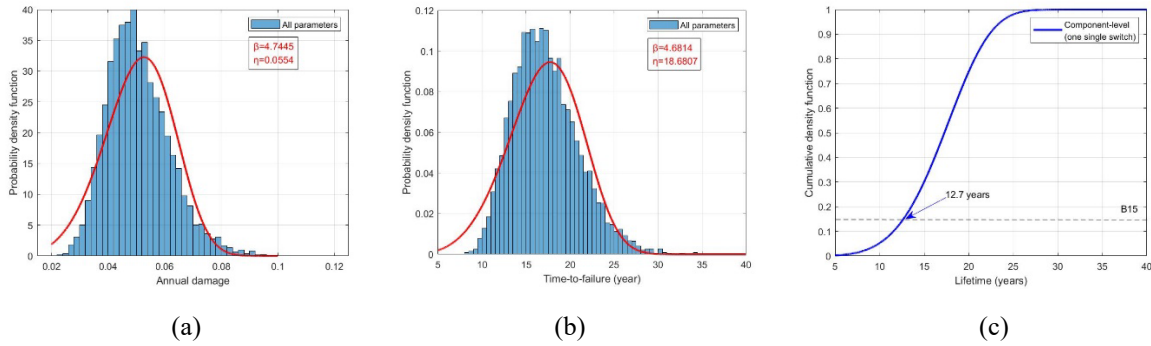 40
35
30
25
20
15
10
5
0
Probability density function
All parameters
β=4.7445
η=0.0554
0.02
0.04
0.06
0.08
0.1
0.12
Annual damage
(a)
0.12
0.1
0.08
0.06
0.04
0.02
0
Probability density function
All parameters
β=4.6814
η=18.6807
5
10
15
20
25
30
35
40
Time-to-failure (year)
(b)
1
0.9
0.8
0.7
0.6
0.5
0.4
0.3
0.2
0.1
0
Cumulative density function
Component-level
(one single switch)
12.7 years
B15
5
10
15
20
25
30
35
40
Lifetime (years)
(c)